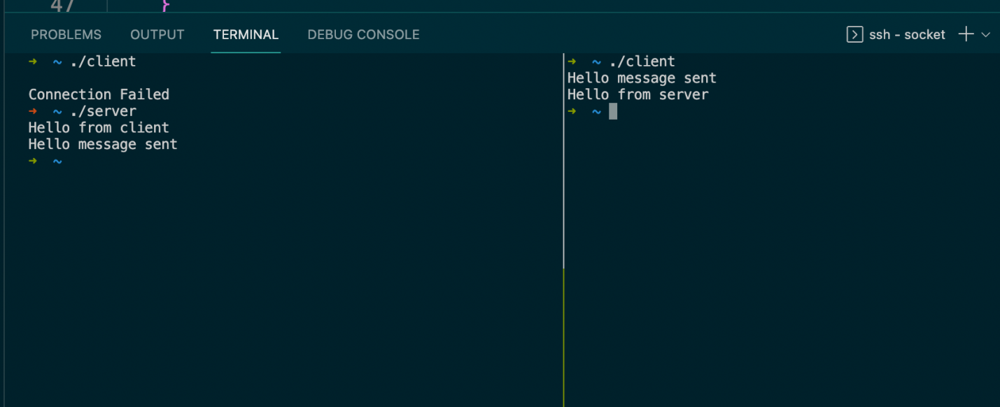 47 }
PROBLEMS OUTPUT TERMINAL DEBUG CONSOLE ssh - socket
➜ ~ ./client
Connection Failed
➜ ~ ./server
Hello from client
Hello message sent
➜ ~
➜ ~ ./client
Hello message sent
Hello from server
➜ ~